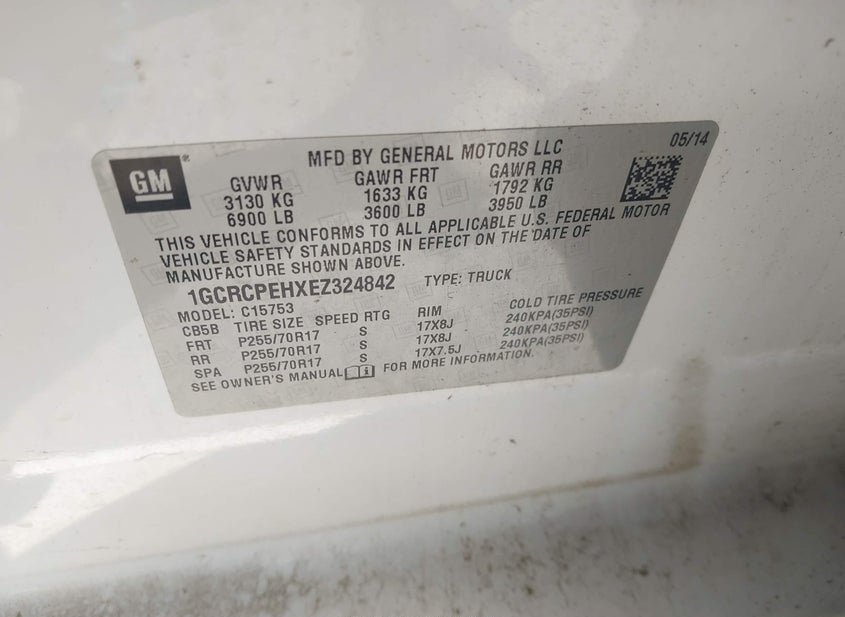 MFD BY GENERAL MOTORS LLC
05/14
GM
GVWR GAWR FRT GAWR RR
3130 KG 1633 KG 1792 KG
6900 LB 3600 LB 3950 LB
THIS VEHICLE CONFORMS TO ALL APPLICABLE U.S. FEDERAL MOTOR
VEHICLE SAFETY STANDARDS IN EFFECT ON THE DATE OF
MANUFACTURE SHOWN ABOVE.
1GCRCPEHXEZ324842 TYPE: TRUCK
MODEL: C15753
CB5B TIRE SIZE SPEED RTG RIM COLD TIRE PRESSURE
FRT P255/70R17 S 17X8J 240KPA(35PSI)
RR P255/70R17 S 17X8J 240KPA(35PSI)
SPA P255/70R17 S 17X7.5J 240KPA(35PSI)
SEE OWNER'S MANUAL FOR MORE INFORMATION.